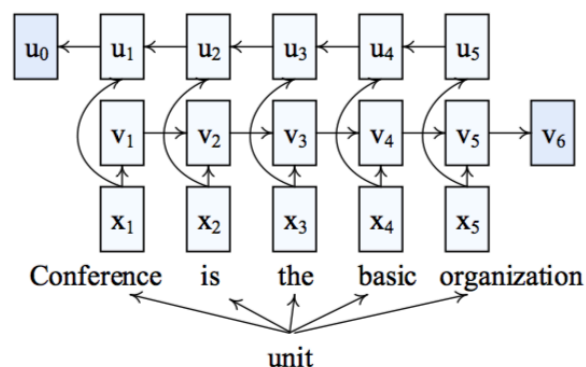 u₀ u₁ u₂ u₃ u₄ u₅
v₁ v₂ v₃ v₄ v₅ v₆
x₁ x₂ x₃ x₄ x₅
Conference is the basic organization
unit